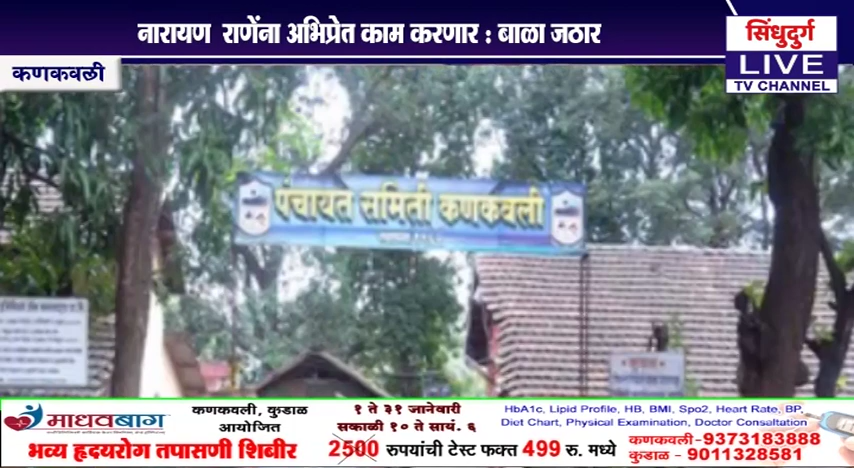 नारायण राणेंना अभिप्रेत काम करणार : बाळा जठार
सिंधुदुर्ग
LIVE
TV CHANNEL
कणकवली
पंचायत समिती कणकवली
माधवबाग
भव्य हृदयरोग तपासणी शिबीर
कणकवली, कुडाळ
आयोजित
१ ते ३१ जानेवारी
सकाळी १० ते सायं. ६
2500 रुपयांची टेस्ट फक्त 499 रु. मध्ये
HbA1c, Lipid Profile, HB, BMI, Spo2, Heart Rate, BP,
Diet Chart, Physical Examination, Doctor Consaltation
कणकवली-9373183888
कुडाळ - 9011328581